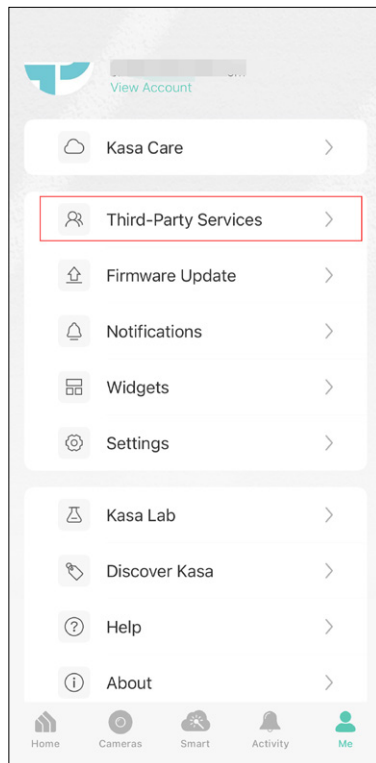 View Account
Kasa Care
Third-Party Services
Firmware Update
Notifications
Widgets
Settings
Kasa Lab
Discover Kasa
Help
About
Home Cameras Smart Activity Me